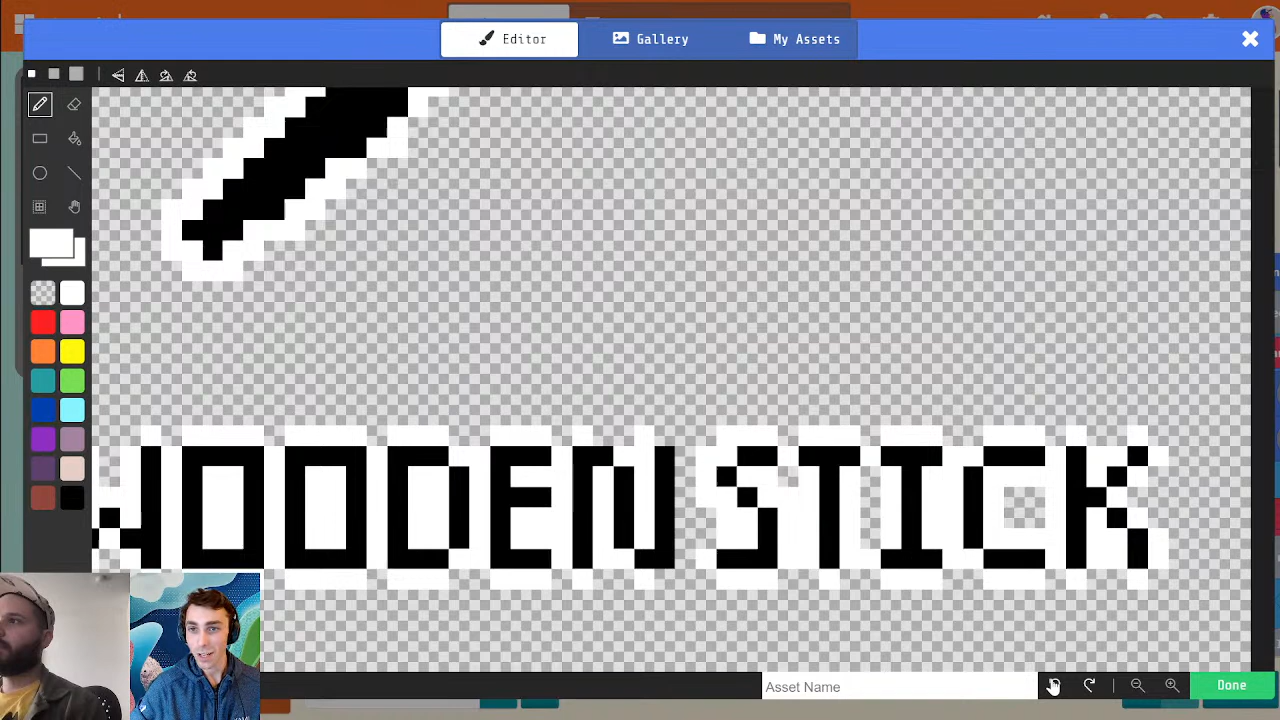 Editor
Gallery
My Assets
WOODEN STICK
Asset Name
Done